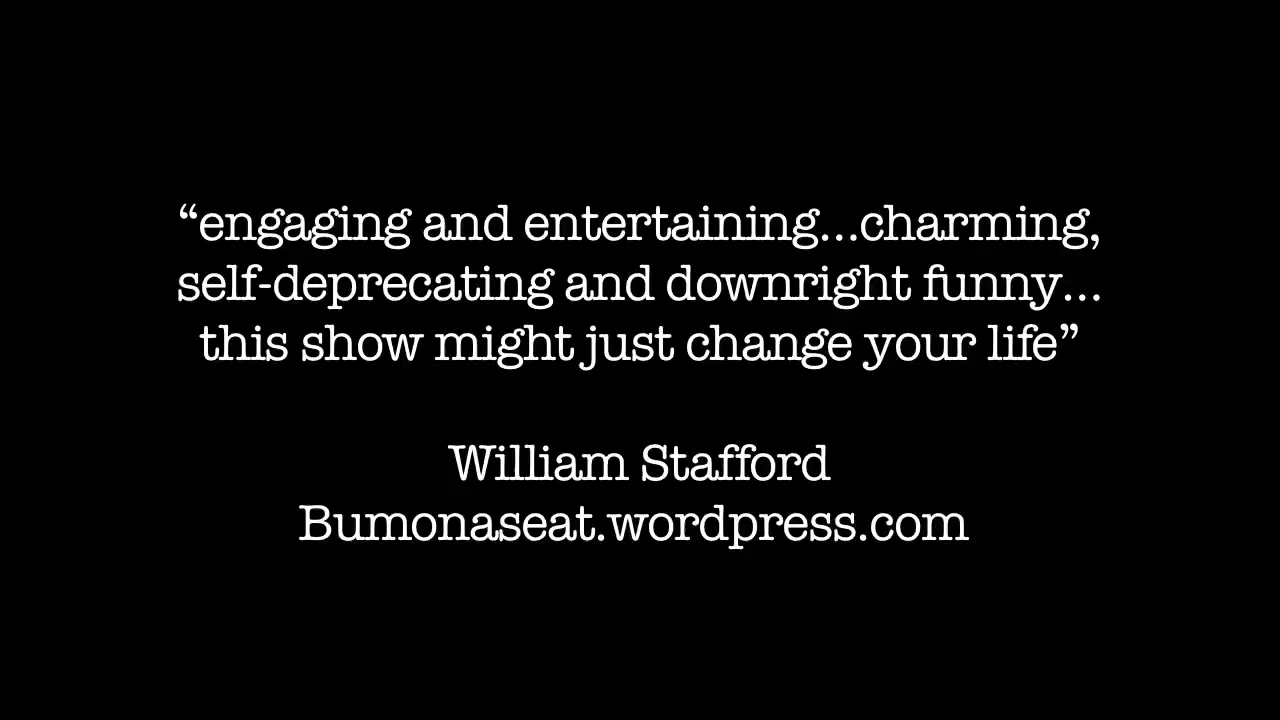 “engaging and entertaining...charming,
self-deprecating and downright funny...
this show might just change your life”
William Stafford
Bumonaseat.wordpress.com